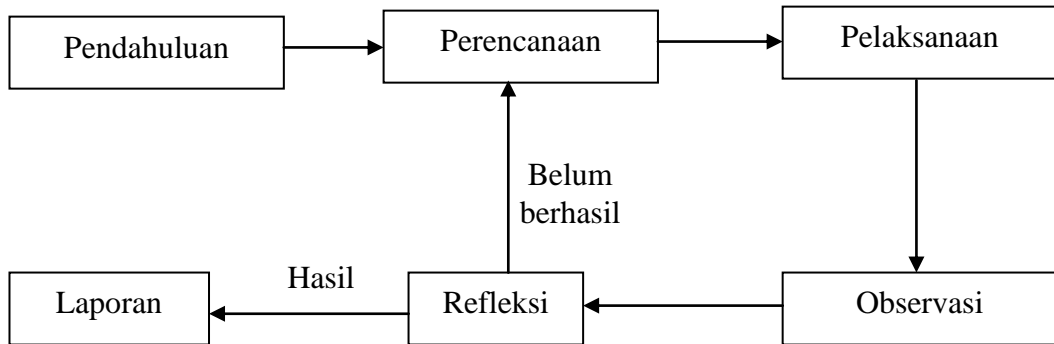 Pendahuluan
Perencanaan
Pelaksanaan
Belum
berhasil
Hasil
Laporan
Refleksi
Observasi